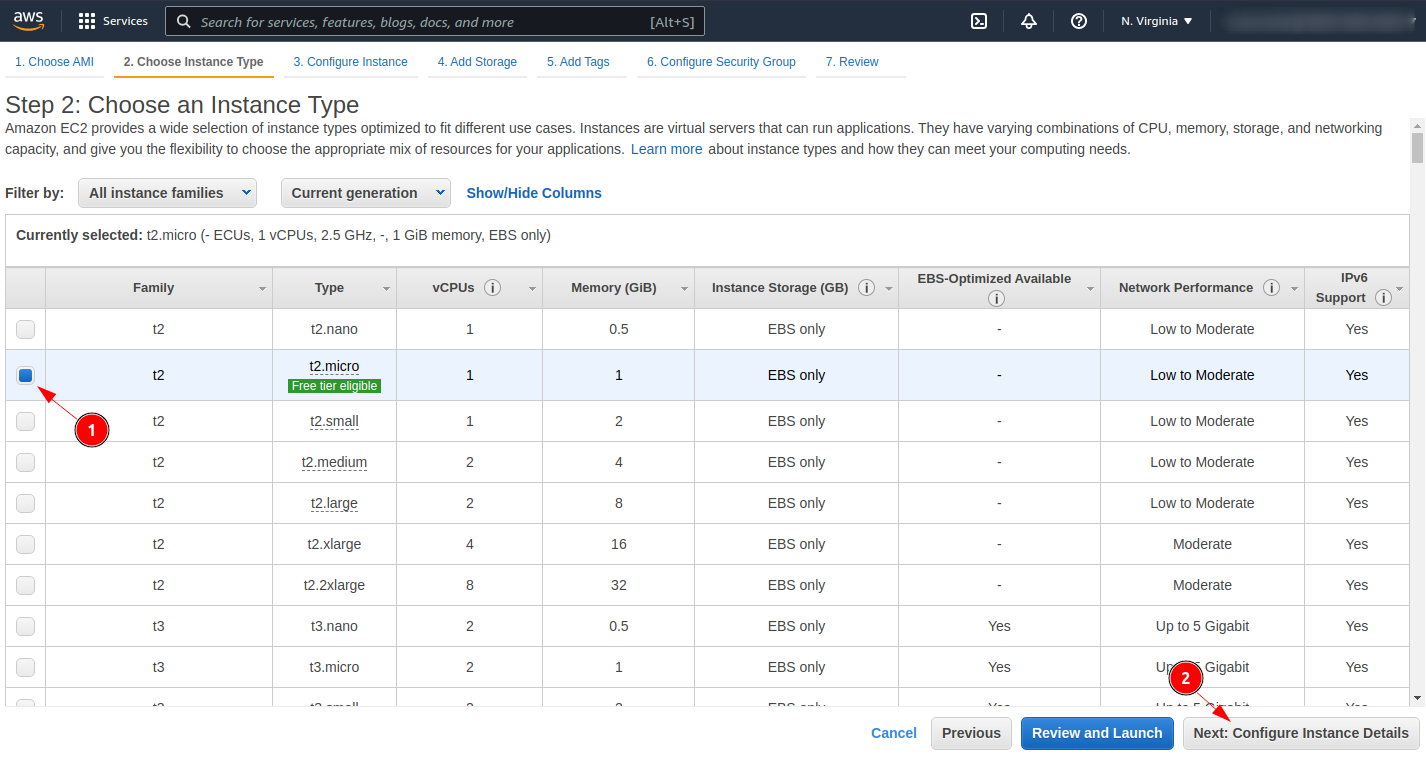 aws Services Search for services, features, blogs, docs, and more [Alt+S] N. Virginia
1. Choose AMI 2. Choose Instance Type 3. Configure Instance 4. Add Storage 5. Add Tags 6. Configure Security Group 7. Review
Step 2: Choose an Instance Type
Amazon EC2 provides a wide selection of instance types optimized to fit different use cases. Instances are virtual servers that can run applications. They have varying combinations of CPU, memory, storage, and networking
capacity, and give you the flexibility to choose the appropriate mix of resources for your applications. Learn more about instance types and how they can meet your computing needs.
Filter by: All instance families Current generation Show/Hide Columns
Currently selected: t2.micro (- ECUs, 1 vCPUs, 2.5 GHz, -, 1 GiB memory, EBS only)
Family Type vCPUs Memory (GiB) Instance Storage (GB) EBS-Optimized Available Network Performance IPv6 Support
t2 t2.nano 1 0.5 EBS only - Low to Moderate Yes
t2 t2.micro Free tier eligible 1 1 EBS only - Low to Moderate Yes
1
t2 t2.small 1 2 EBS only - Low to Moderate Yes
t2 t2.medium 2 4 EBS only - Low to Moderate Yes
t2 t2.large 2 8 EBS only - Low to Moderate Yes
t2 t2.xlarge 4 16 EBS only - Moderate Yes
t2 t2.2xlarge 8 32 EBS only - Moderate Yes
t3 t3.nano 2 0.5 EBS only Yes Up to 5 Gigabit Yes
t3 t3.micro 2 1 EBS only Yes Up to 5 Gigabit Yes
2
t3 t3.small 2 2 EBS only Yes Up to 5 Gigabit Yes
Cancel Previous Review and Launch Next: Configure Instance Details